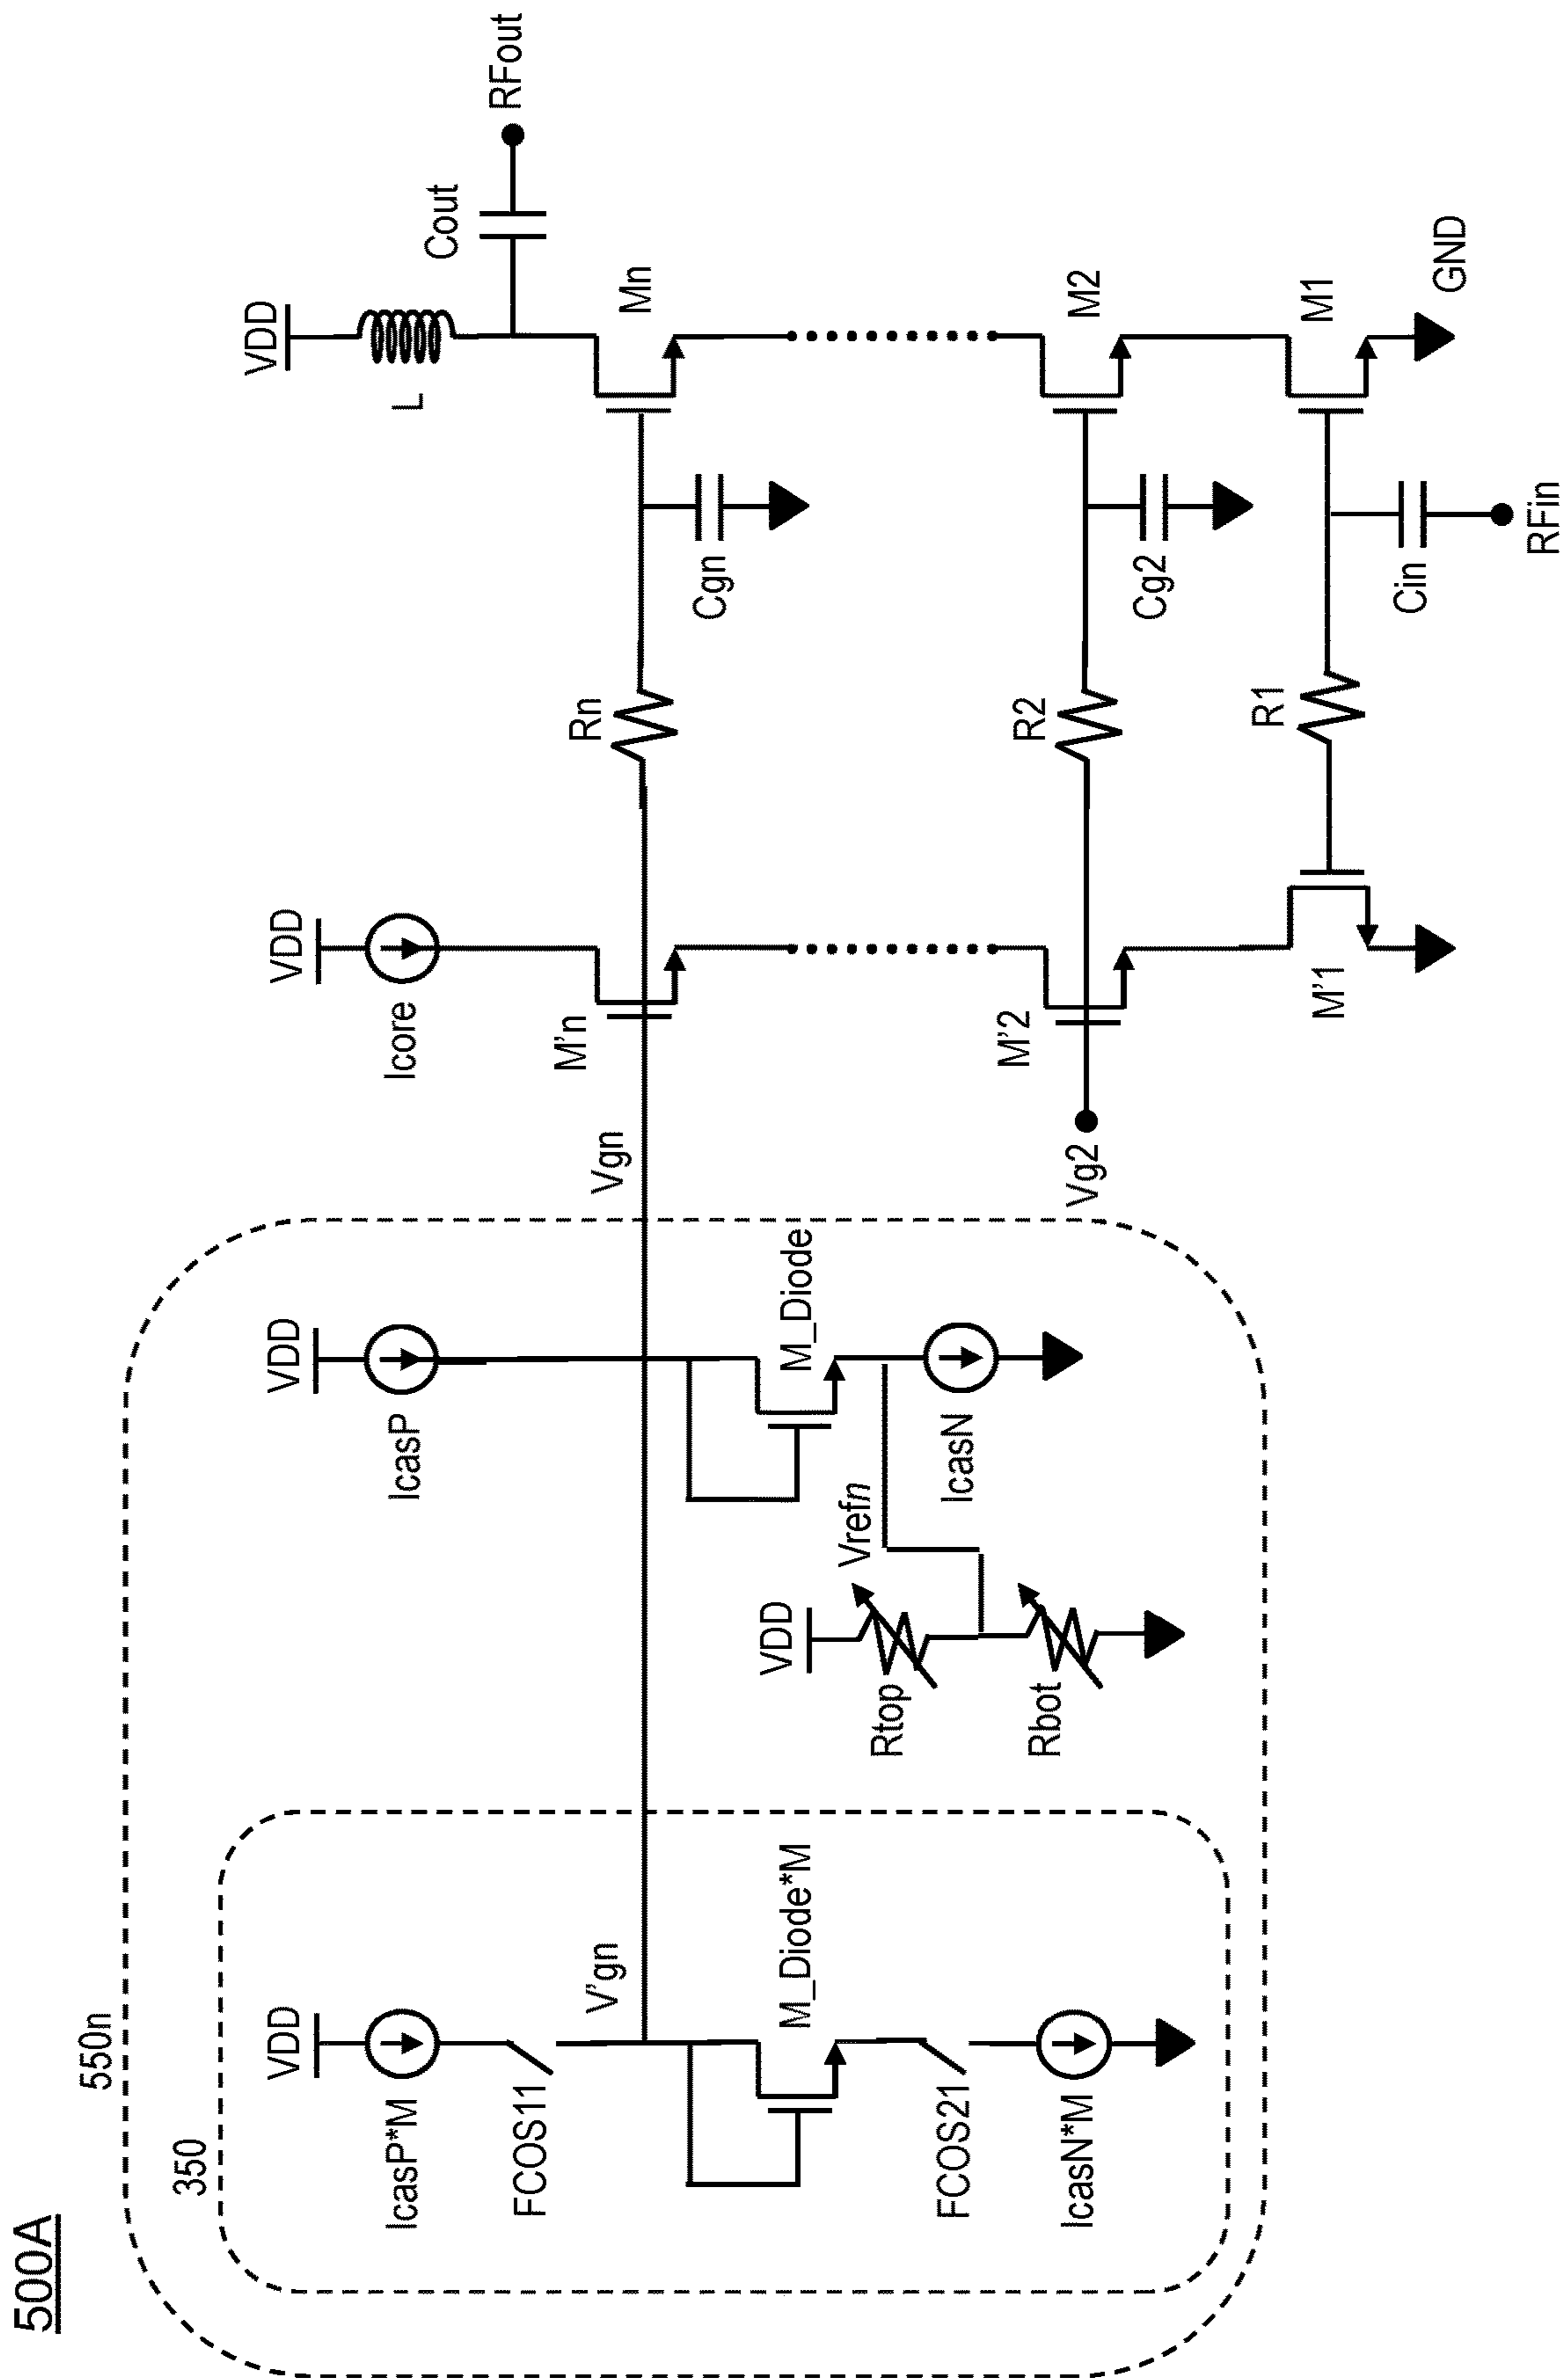 500A
550n
350
VDD
IcasP*M
FCOS11
V'gn
M_Diode*M
FCOS21
IcasN*M
VDD
Rtop
Rbot
Vrefn
VDD
IcasP
M_Diode
IcasN
Vgn
Vg2
VDD
Icore
M'n
M'2
M'1
Rn
R2
R1
Cgn
Cg2
Cin
RFin
VDD
L
Cout
RFout
Mn
M2
M1
GND